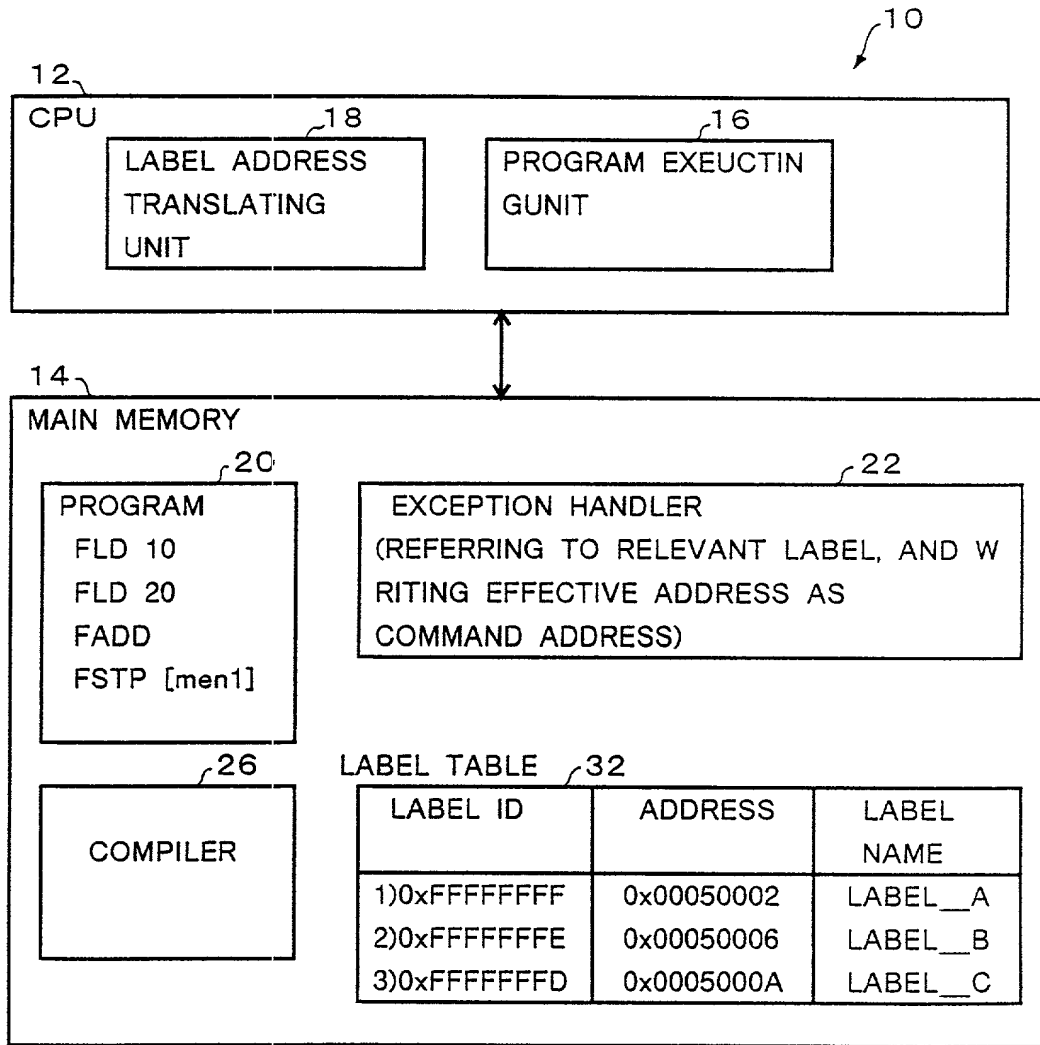 10
12
CPU
18
LABEL ADDRESS
TRANSLATING
UNIT
16
PROGRAM EXEUCTIN
GUNIT
14
MAIN MEMORY
20
PROGRAM
FLD 10
FLD 20
FADD
FSTP [men1]
22
EXCEPTION HANDLER
(REFERRING TO RELEVANT LABEL, AND W
RITING EFFECTIVE ADDRESS AS
COMMAND ADDRESS)
26
COMPILER
LABEL TABLE 32
LABEL ID ADDRESS LABEL
NAME
1)0xFFFFFFFF 0x00050002 LABEL__A
2)0xFFFFFFFE 0x00050006 LABEL__B
3)0xFFFFFFFD 0x0005000A LABEL__C